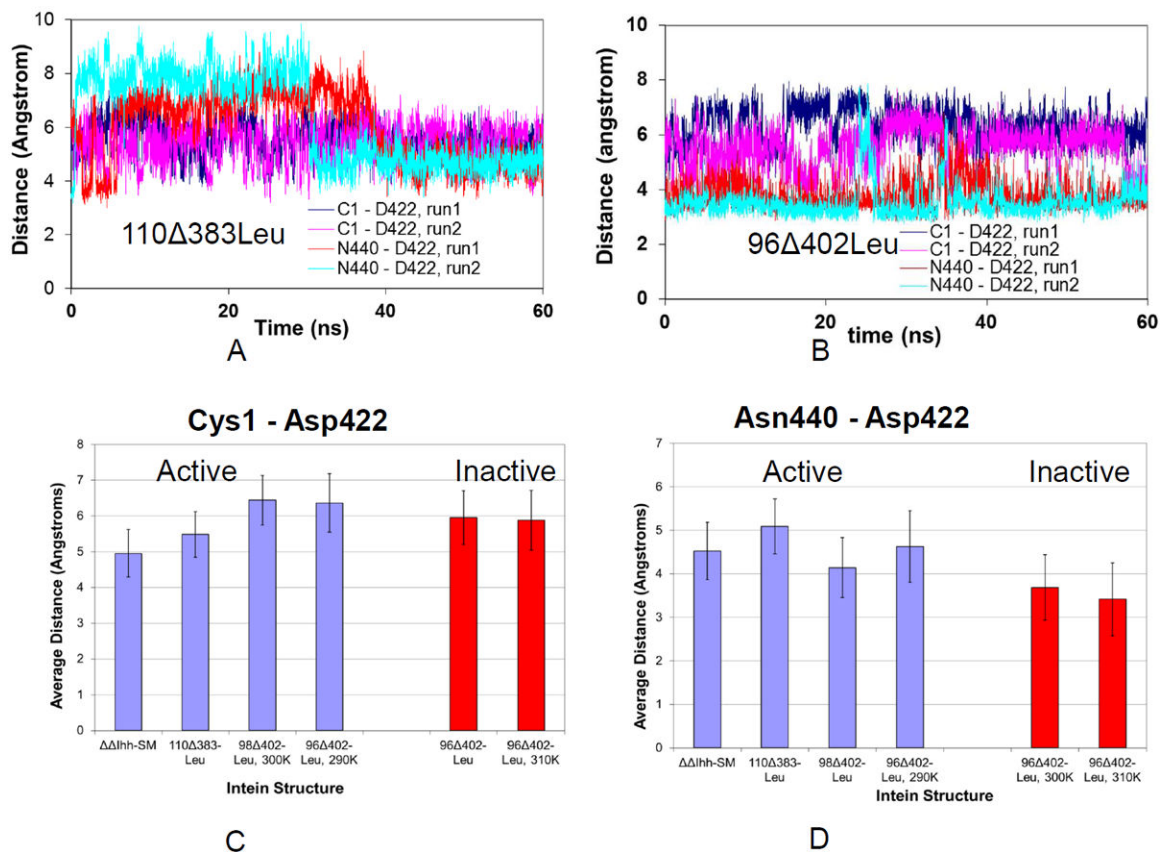 10
8
6
4
2
0
Distance (Angstrom)
110Δ383Leu
C1 - D422, run1
C1 - D422, run2
N440 - D422, run1
N440 - D422, run2
0
20
40
60
Time (ns)
A
10
8
6
4
2
0
Distance (angstrom)
96Δ402Leu
C1 - D422, run1
C1 - D422, run2
N440 - D422, run1
N440 - D422, run2
0
20
40
60
time (ns)
B
Cys1 - Asp422
8
7
6
5
4
3
2
1
0
Average Distance (Angstroms)
Active
Inactive
ΔΔIhh-SM
110Δ383-
Leu
98Δ402-
Leu, 300K
96Δ402-
Leu, 290K
96Δ402-
Leu
96Δ402-
Leu, 310K
Intein Structure
C
Asn440 - Asp422
7
6
5
4
3
2
1
0
Average Distance (Angstroms)
Active
Inactive
ΔΔIhh-SM
110Δ383-
Leu
98Δ402-
Leu
96Δ402-
Leu, 290K
96Δ402-
Leu, 300K
96Δ402-
Leu, 310K
Intein Structure
D